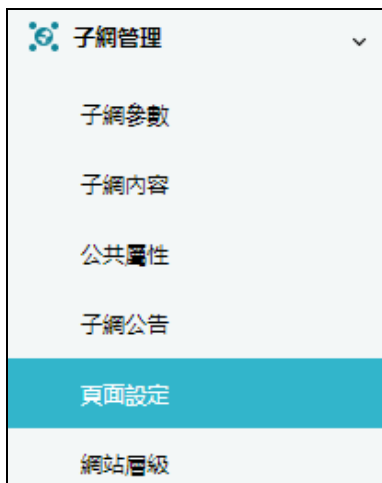 子網管理
子網參數
子網內容
公共屬性
子網公告
頁面設定
網站層級